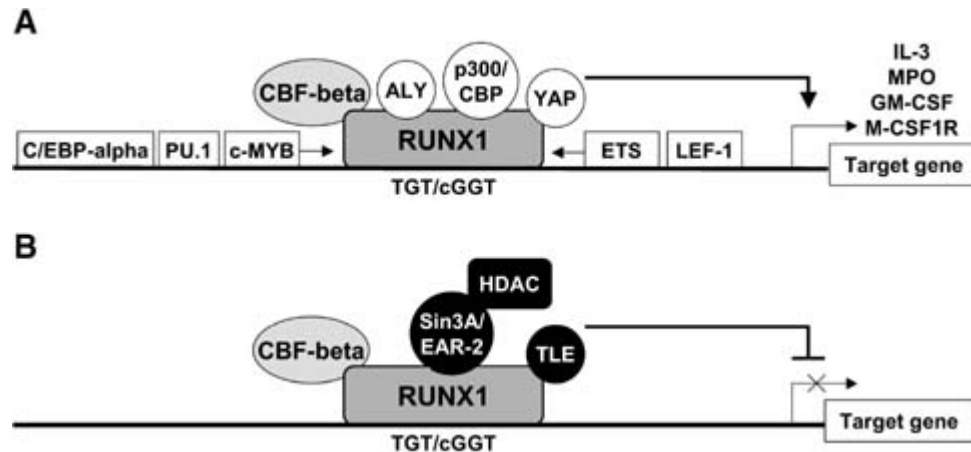 A
IL-3
MPO
GM-CSF
M-CSF1R
CBF-beta
ALY
p300/
CBP
YAP
C/EBP-alpha
PU.1
c-MYB
RUNX1
ETS
LEF-1
Target gene
TGT/cGGT
B
HDAC
Sin3A/
EAR-2
CBF-beta
TLE
RUNX1
Target gene
TGT/cGGT